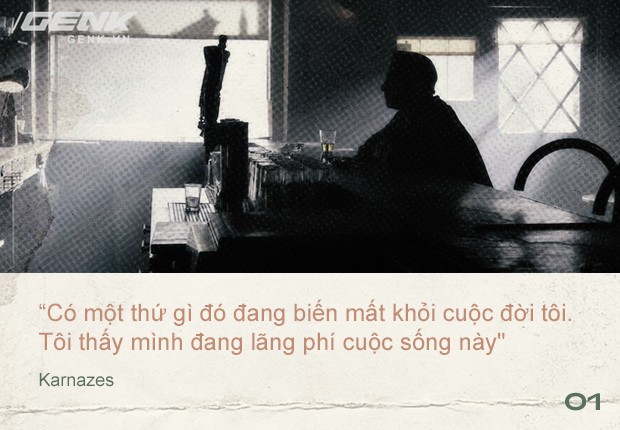 GENK
GENK.VN
“Có một thứ gì đó đang biến mất khỏi cuộc đời tôi.
Tôi thấy mình đang lãng phí cuộc sống này"
Karnazes
01